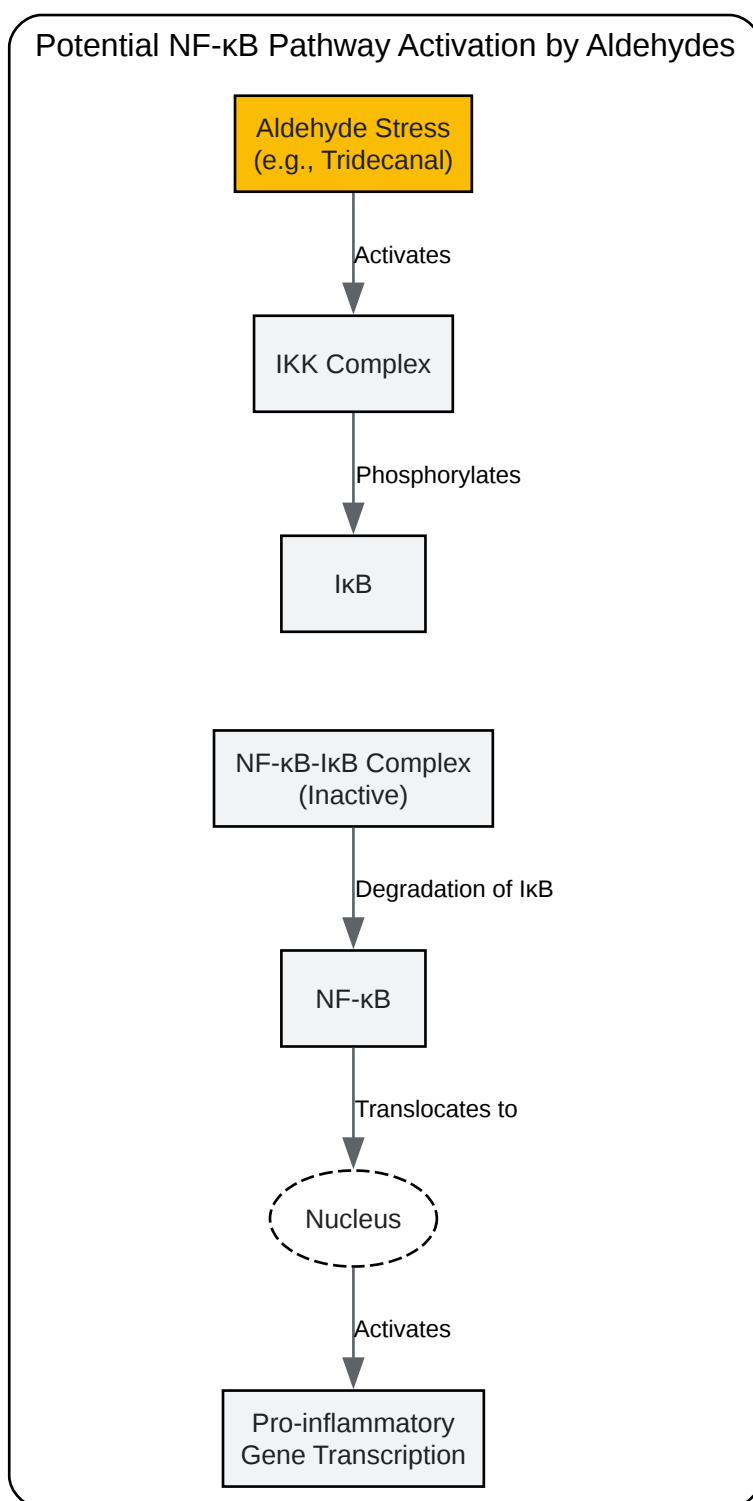 Potential NF-κB Pathway Activation by Aldehydes
Aldehyde Stress
(e.g., Tridecanal)
Activates
IKK Complex
Phosphorylates
IκB
NF-κB-IκB Complex
(Inactive)
Degradation of IκB
NF-κB
Translocates to
Nucleus
Activates
Pro-inflammatory
Gene Transcription